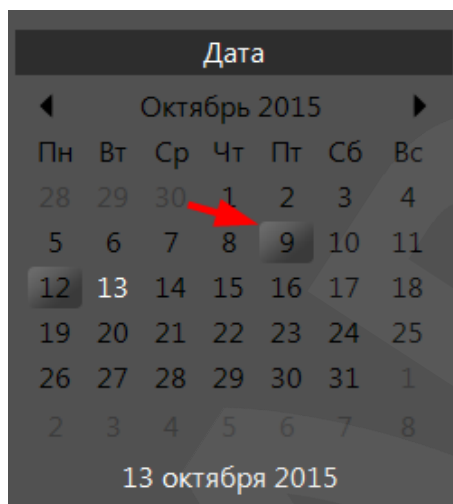 Дата
Октябрь 2015
Пн Вт Ср Чт Пт Сб Вс
28 29 30 1 2 3 4
5 6 7 8 9 10 11
12 13 14 15 16 17 18
19 20 21 22 23 24 25
26 27 28 29 30 31 1
2 3 4 5 6 7 8
13 октября 2015